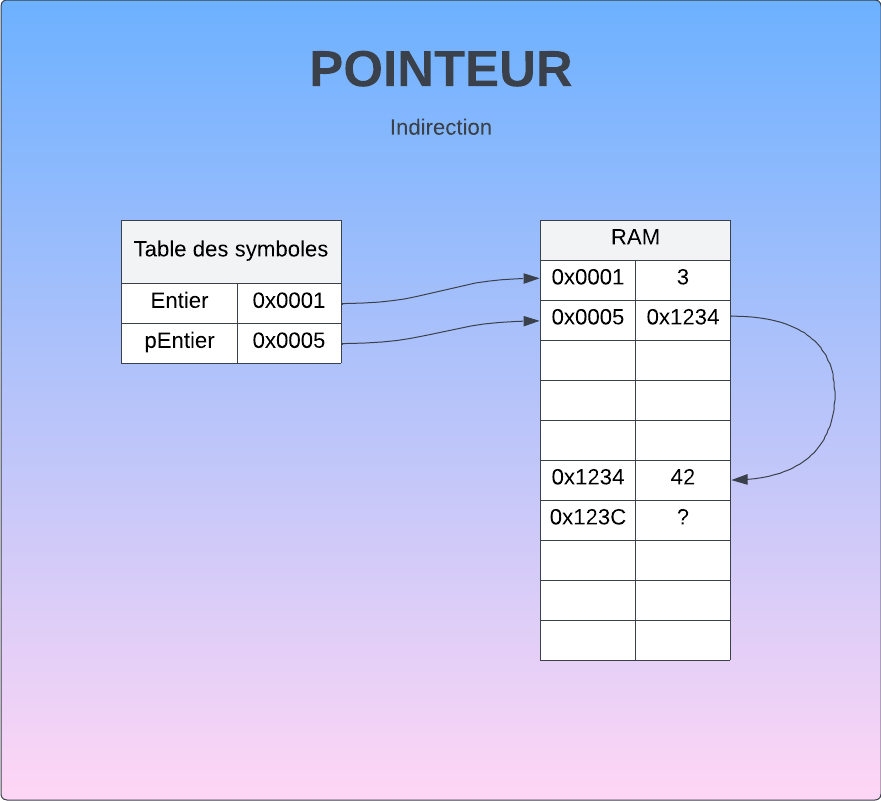 POINTEUR
Indirection
Table des symboles
Entier 0x0001
pEntier 0x0005
RAM
0x0001 3
0x0005 0x1234
0x1234 42
0x123C ?